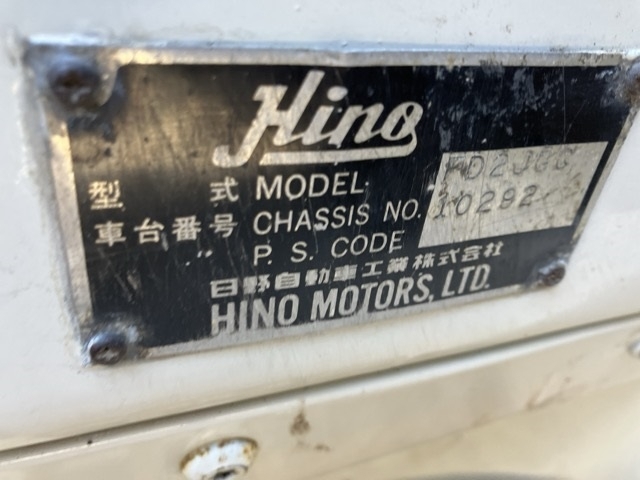 Hino
型式 MODEL
車台番号 CHASSIS NO. 10292
〃 P. S. CODE
日野自動車工業株式会社
HINO MOTORS, LTD.